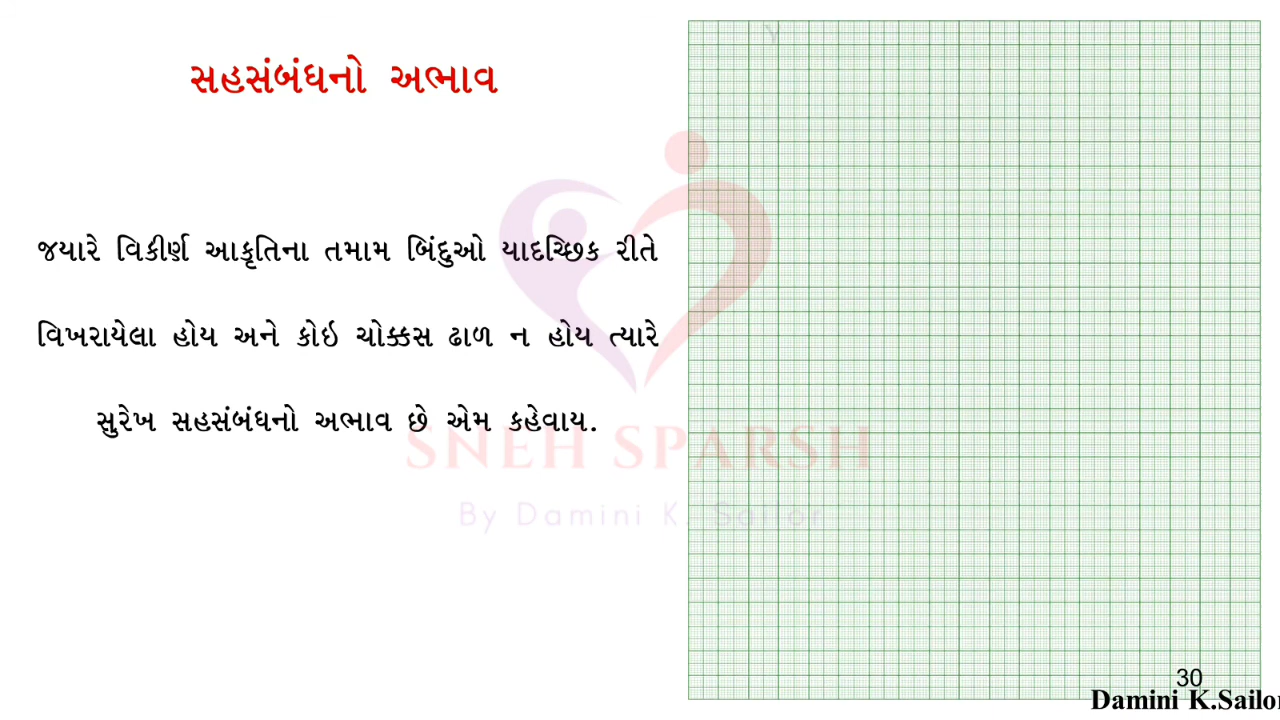 સહસંબંધનો અભાવ
જયારે વિકીર્ણ આકૃતિના તમામ બિંદુઓ યાદચ્છિક રીતે
વિખરાયેલા હોય અને કોઇ ચોક્કસ ઢાળ ન હોય ત્યારે
સુરેખ સહસંબંધનો અભાવ છે એમ કહેવાય.
SNEH SPARSH
By Damini K. Sailor
30
Damini K.Sailor